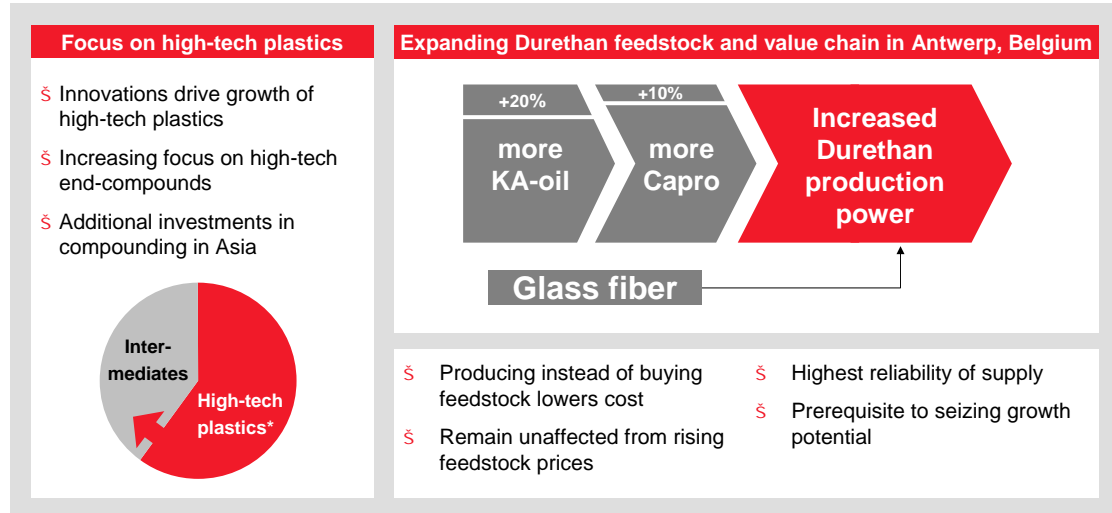 Focus on high-tech plastics
Š Innovations drive growth of
high-tech plastics
Š Increasing focus on high-tech
end-compounds
Š Additional investments in
compounding in Asia
Inter-
mediates
High-tech
plastics*
Expanding Durethan feedstock and value chain in Antwerp, Belgium
+20%
more
KA-oil
+10%
more
Capro
Increased
Durethan
production
power
Glass fiber
Š Producing instead of buying
feedstock lowers cost
Š Remain unaffected from rising
feedstock prices
Š Highest reliability of supply
Š Prerequisite to seizing growth
potential